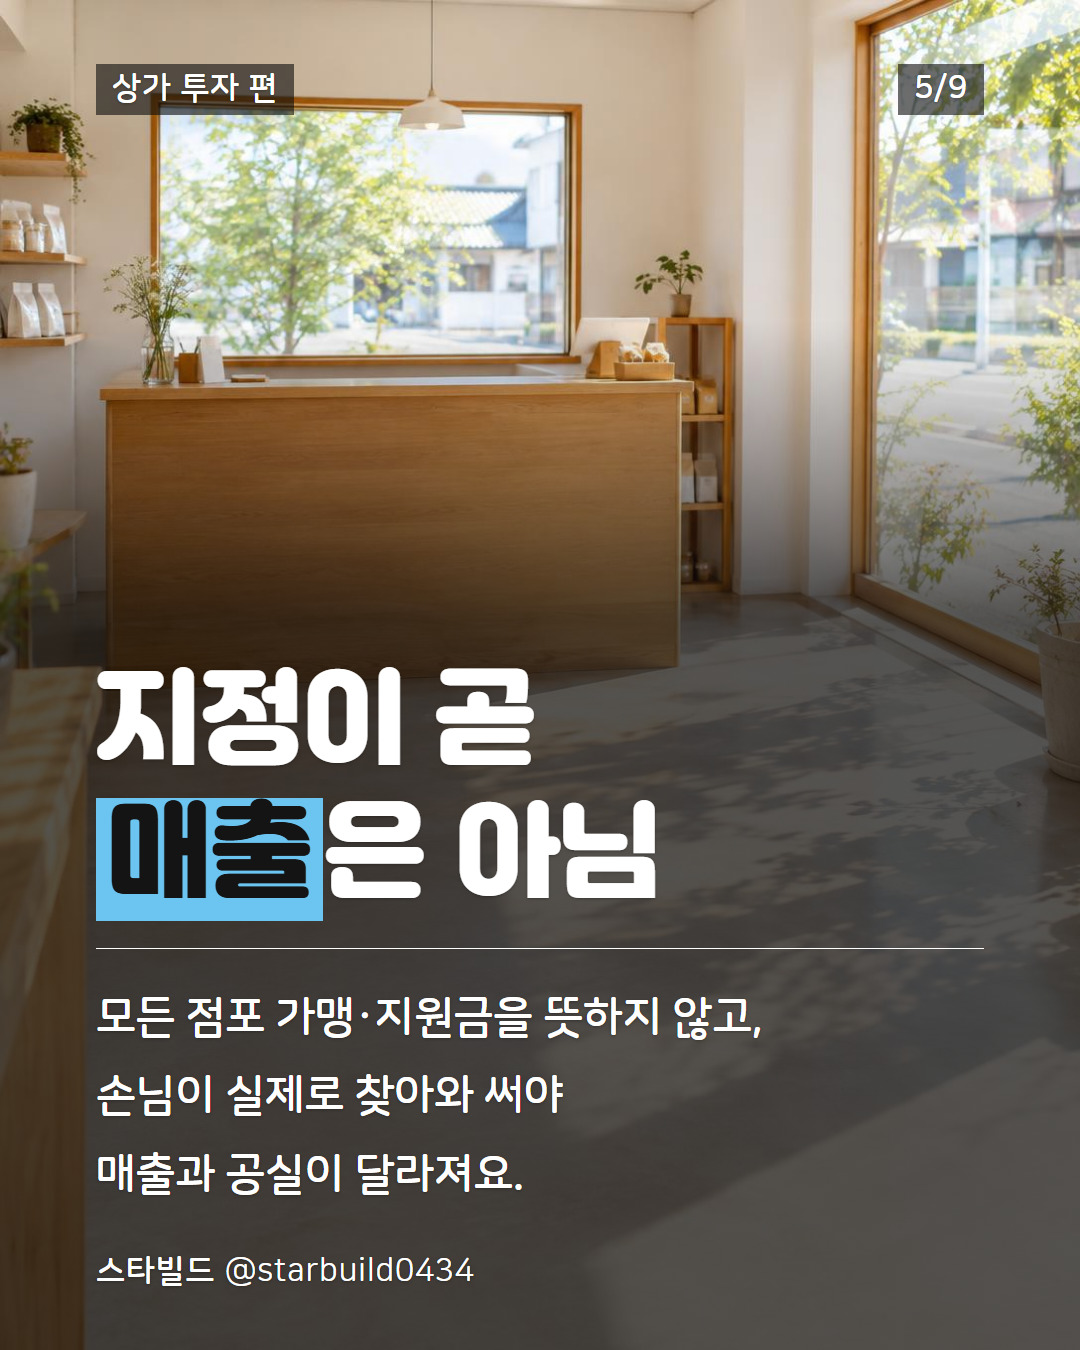 상가 투자 편
5/9
지정이 곧
매출은 아님
모든 점포 가맹·지원금을 뜻하지 않고,
손님이 실제로 찾아와 써야
매출과 공실이 달라져요.
스타빌드 @starbuild0434